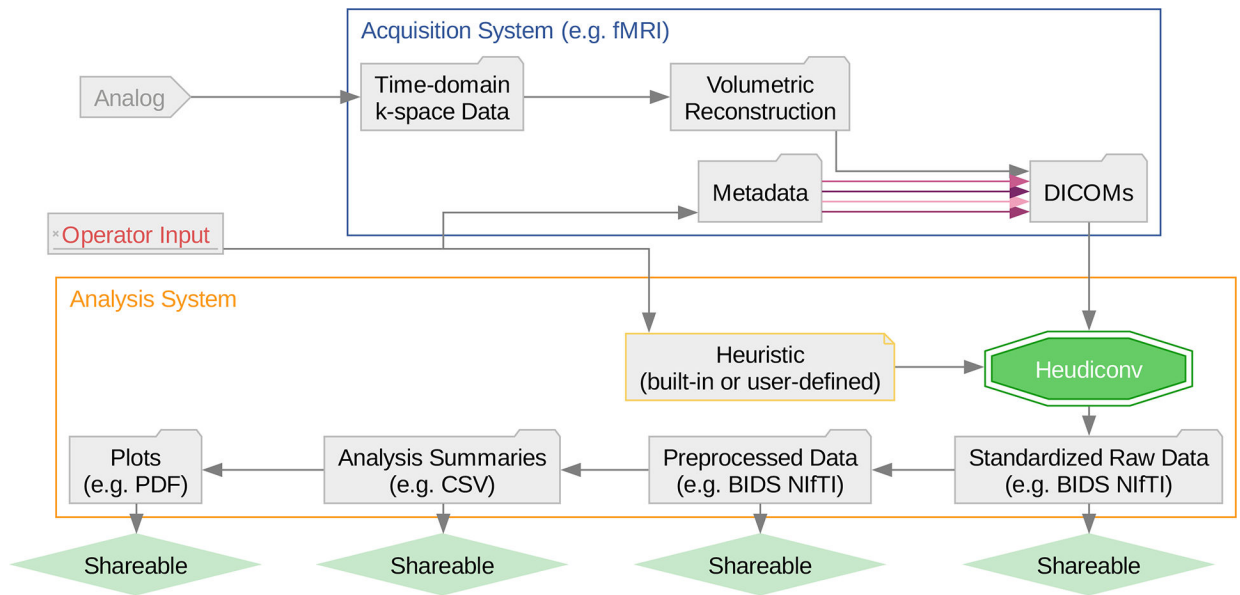 Acquisition System (e.g. fMRI)
Analog
Time-domain
k-space Data
Volumetric
Reconstruction
Metadata
DICOMs
Operator Input
Analysis System
Heuristic
(built-in or user-defined)
Heudiconv
Plots
(e.g. PDF)
Analysis Summaries
(e.g. CSV)
Preprocessed Data
(e.g. BIDS NIfTI)
Standardized Raw Data
(e.g. BIDS NIfTI)
Shareable
Shareable
Shareable
Shareable